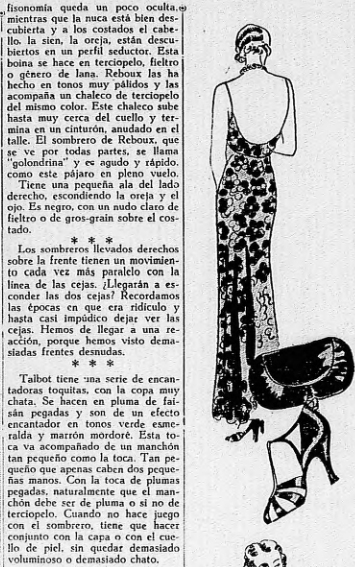 fisonomía queda un poco oculta,
mientras que la nuca está bien des-
cubierta y a los costados el cabe-
llo, la sien, la oreja, están descu-
biertos en un perfil seductor. Esta
boina se hace en terciopelo, fieltro
o género de lana. Reboux las ha
hecho en tonos muy pálidos y las
acompaña un chaleco de terciopelo
del mismo color. Este chaleco sube
hasta muy cerca del cuello y ter-
mina en un cinturón, anudado en el
talle. El sombrero de Reboux, que
se ve por todas partes, se llama
"golondrina" y es agudo y rápido,
como este pájaro en pleno vuelo.
Tiene una pequeña ala del lado
derecho, escondiendo la oreja y el
ojo. Es negro, con un nudo claro de
fieltro o de gros-grain sobre el cos-
tado.
* * *
Los sombreros llevados derechos
sobre la frente tienen un movimien-
to cada vez más paralelo con la
línea de las cejas. ¿Llegarán a es-
conder las dos cejas? Recordamos
las épocas en que era ridículo y
hasta casi impúdico dejar ver las
cejas. Hemos de llegar a una re-
acción, porque hemos visto dema-
siadas frentes desnudas.
* * *
Talbot tiene una serie de encan-
tadoras toquitas, con la copa muy
chata. Se hacen en pluma de fai-
sán pegadas y son de un efecto
encantador en tonos verde esme-
ralda y marrón mordoré. Esta to-
ca va acompañado de un manchón
tan pequeño como la toca. Tan pe-
queño que apenas caben dos peque-
ñas manos. Con la toca de plumas
pegadas, naturalmente que el man-
chón debe ser de pluma o si no de
terciopelo. Cuando no hace juego
con el sombrero, tiene que hacer
conjunto con la capa o con el cue-
llo de piel, sin quedar demasiado
voluminoso o demasiado chato.